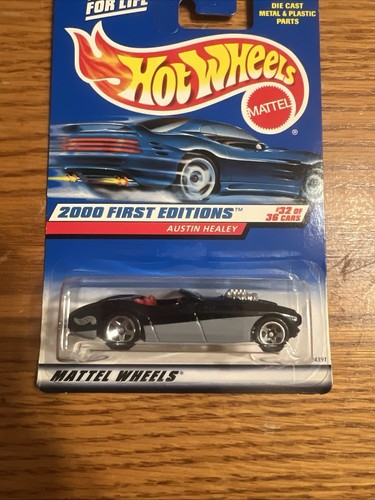 FOR LIFE
DIE CAST
METAL & PLASTIC
PARTS
HOT WHEELS
MATTEL
®
2000 FIRST EDITIONS™
#32 OF
36 CARS
AUSTIN HEALEY
MATTEL WHEELS®